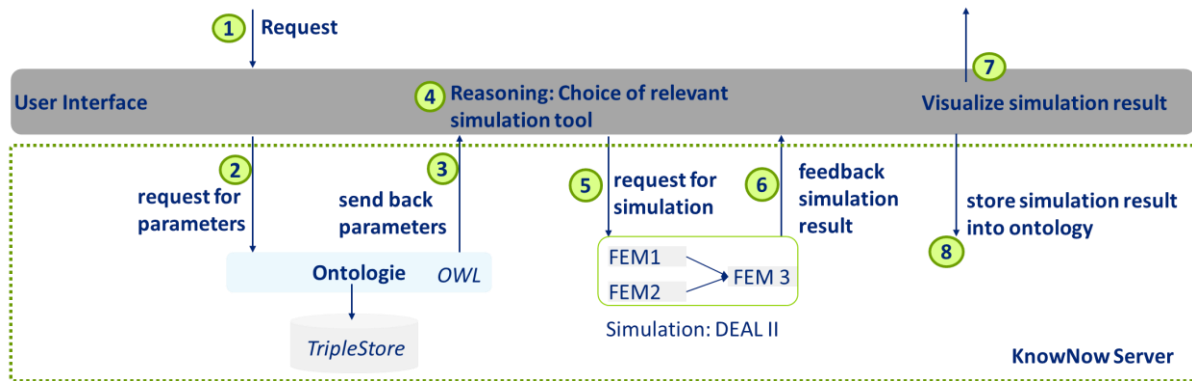 1 Request
7
User Interface
4 Reasoning: Choice of relevant
simulation tool
Visualize simulation result
2
request for
parameters
3
send back
parameters
5 request for
simulation
6 feedback
simulation
result
store simulation result
into ontology
8
Ontologie OWL
TripleStore
FEM1
FEM2
FEM 3
Simulation: DEAL II
KnowNow Server